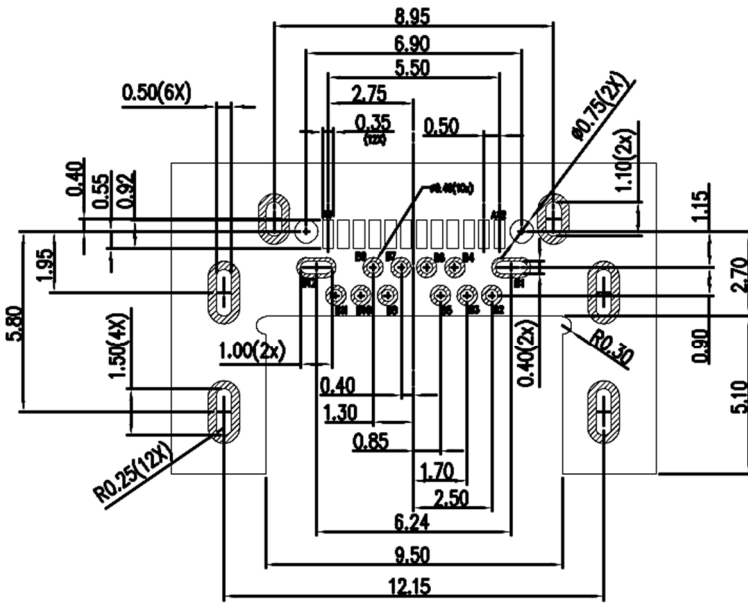 8.95
6.90
5.50
2.75
0.50(6X)
0.35
(12X)
0.50
ø0.75(2X)
1.10(2x)
0.40
0.55
0.92
ø0.40(10x)
A12
1.15
B8
B7
B6
B4
B12
B1
1.95
2.70
B11
B10
B9
B5
B3
B2
5.80
1.50(4X)
1.00(2x)
0.40(2x)
R0.30
0.90
5.10
0.40
1.30
0.85
1.70
R0.25(12X)
2.50
6.24
9.50
12.15